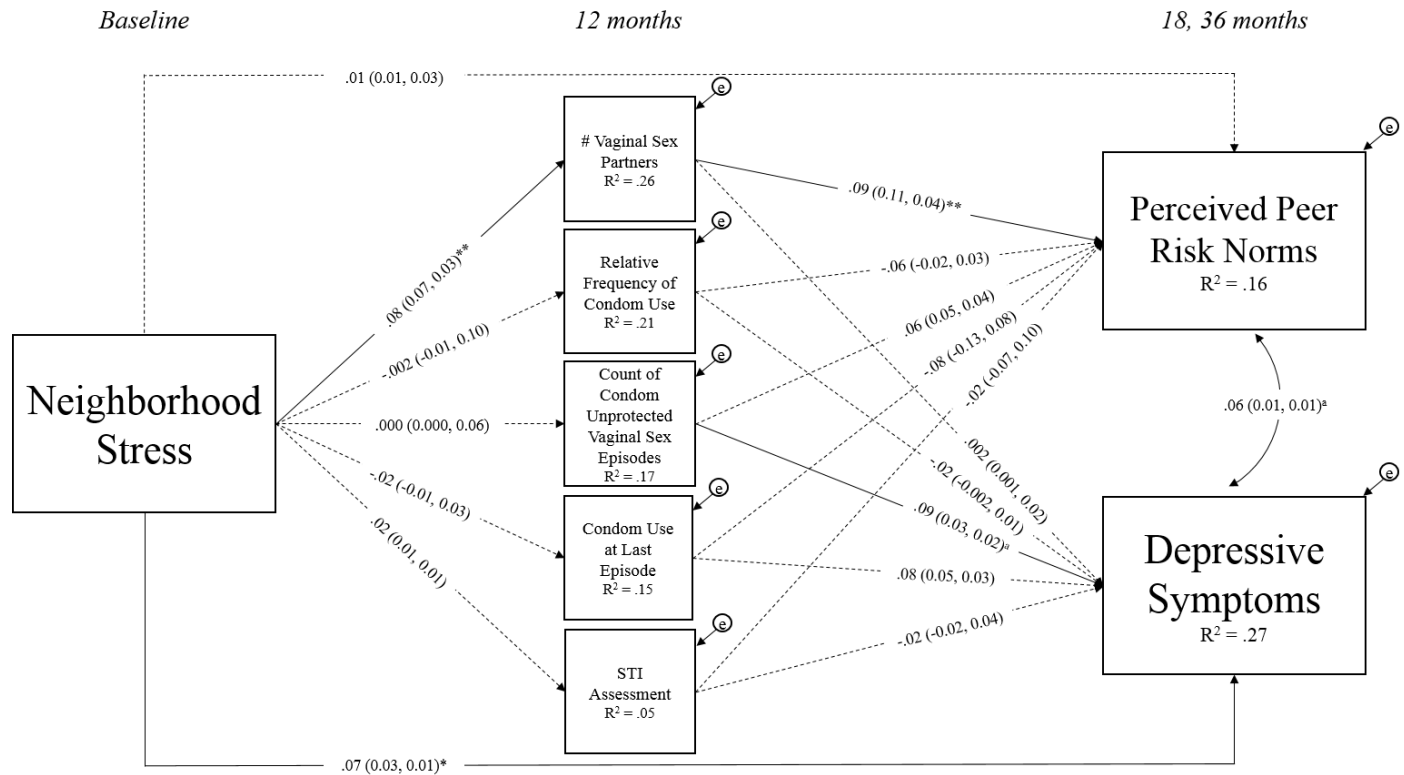 Baseline
12 months
18, 36 months
.01 (0.01, 0.03)
e
# Vaginal Sex
Partners
R² = .26
e
Perceived Peer
Risk Norms
R² = .16
.09 (0.11, 0.04)**
.08 (0.07, 0.03)**
e
Relative
Frequency of
Condom Use
R² = .21
-.06 (-0.02, 0.03)
-.002 (-0.01, 0.10)
.06 (0.05, 0.04)
-.08 (-0.13, 0.08)
-.02 (-0.07, 0.10)
Neighborhood
Stress
e
Count of
Condom
Unprotected
Vaginal Sex
Episodes
R² = .17
.000 (0.000, 0.06)
.06 (0.01, 0.01)ª
.002 (0.001, 0.02)
-.02 (-0.002, 0.01)
.09 (0.03, 0.02)ª
-.02 (-0.01, 0.03)
.02 (0.01, 0.01)
e
Condom Use
at Last
Episode
R² = .15
.08 (0.05, 0.03)
e
Depressive
Symptoms
R² = .27
-.02 (-0.02, 0.04)
e
STI
Assessment
R² = .05
.07 (0.03, 0.01)*